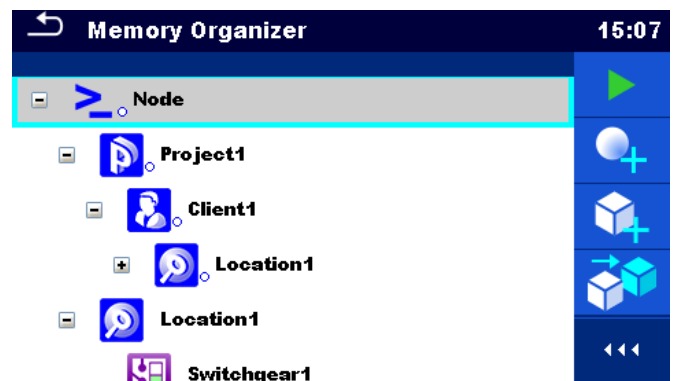 Memory Organizer 15:07
Node
Project1
Client1
Location1
Location1
Switchgear1